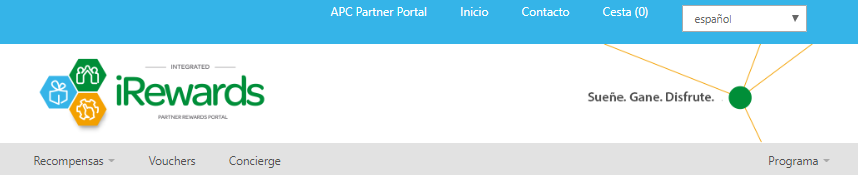 APC Partner Portal Inicio Contacto Cesta (0) español
INTEGRATED
iRewards
PARTNER REWARDS PORTAL
Sueñe. Gane. Disfrute.
Recompensas Vouchers Concierge Programa